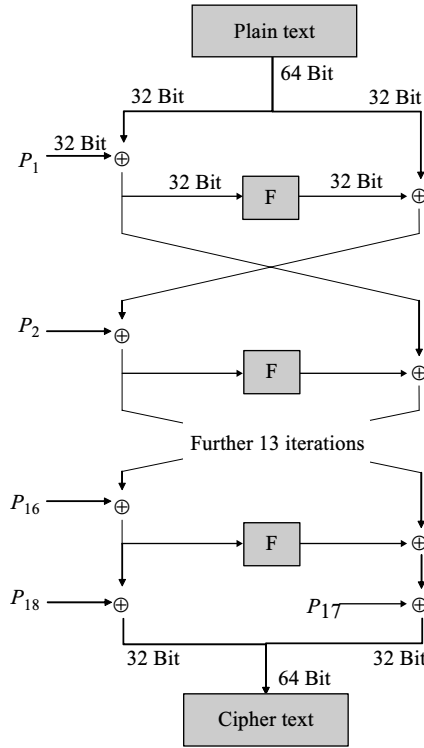 Plain text
64 Bit
32 Bit
32 Bit
32 Bit
P1
32 Bit
F
32 Bit
P2
F
Further 13 iterations
P16
F
P18
P17
32 Bit
32 Bit
64 Bit
Cipher text